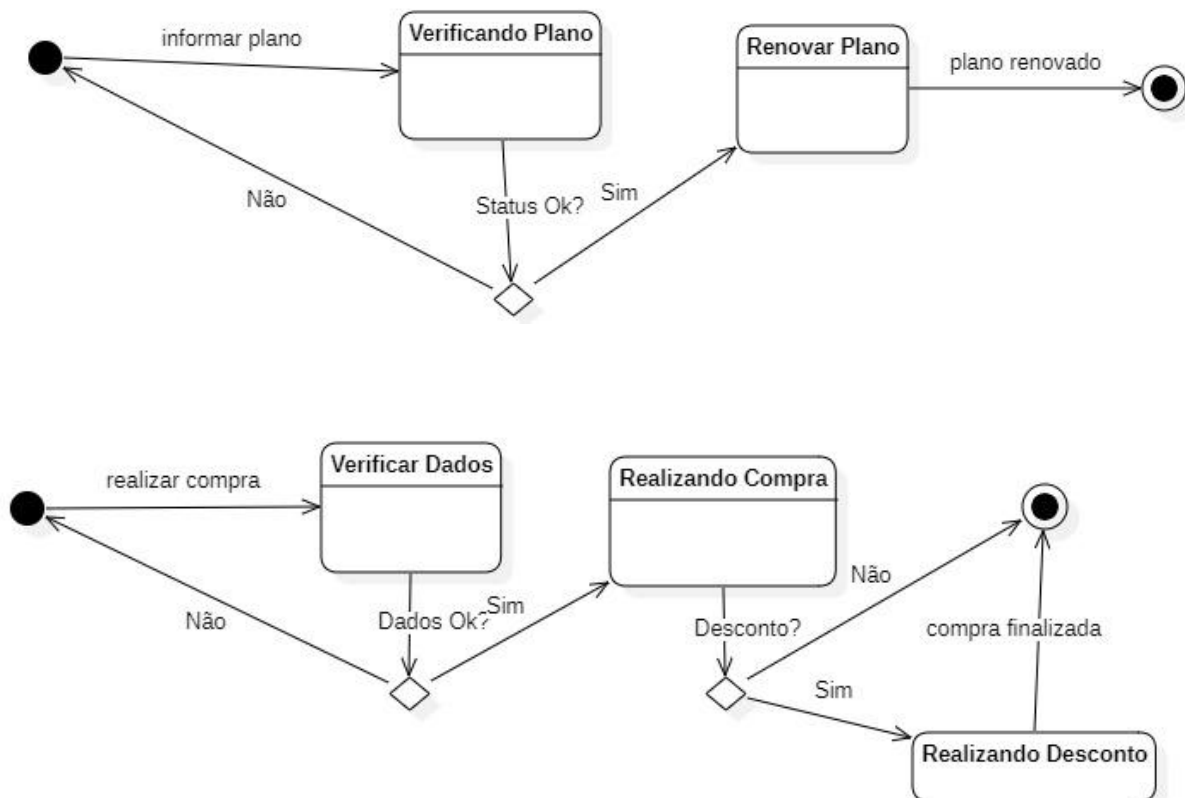 informar plano
Verificando Plano
Renovar Plano
plano renovado
Não
Status Ok?
Sim
realizar compra
Verificar Dados
Realizando Compra
Não
Dados Ok?
Sim
Desconto?
Não
compra finalizada
Sim
Realizando Desconto